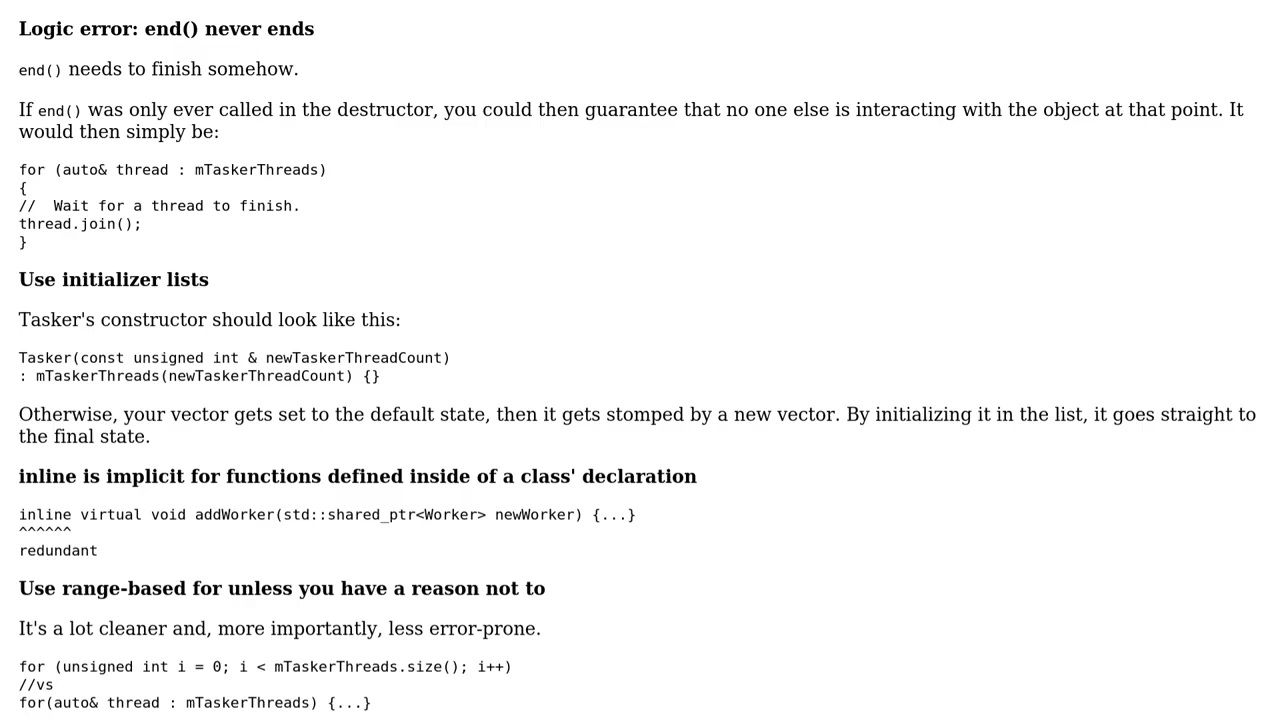 Logic error: end() never ends
end() needs to finish somehow.
If end() was only ever called in the destructor, you could then guarantee that no one else is interacting with the object at that point. It
would then simply be:
for (auto& thread : mTaskerThreads)
{
//  Wait for a thread to finish.
thread.join();
}
Use initializer lists
Tasker's constructor should look like this:
Tasker(const unsigned int & newTaskerThreadCount)
: mTaskerThreads(newTaskerThreadCount) {}
Otherwise, your vector gets set to the default state, then it gets stomped by a new vector. By initializing it in the list, it goes straight to
the final state.
inline is implicit for functions defined inside of a class' declaration
inline virtual void addWorker(std::shared_ptr<Worker> newWorker) {...}
^^^^^^
redundant
Use range-based for unless you have a reason not to
It's a lot cleaner and, more importantly, less error-prone.
for (unsigned int i = 0; i < mTaskerThreads.size(); i++)
//vs
for(auto& thread : mTaskerThreads) {...}